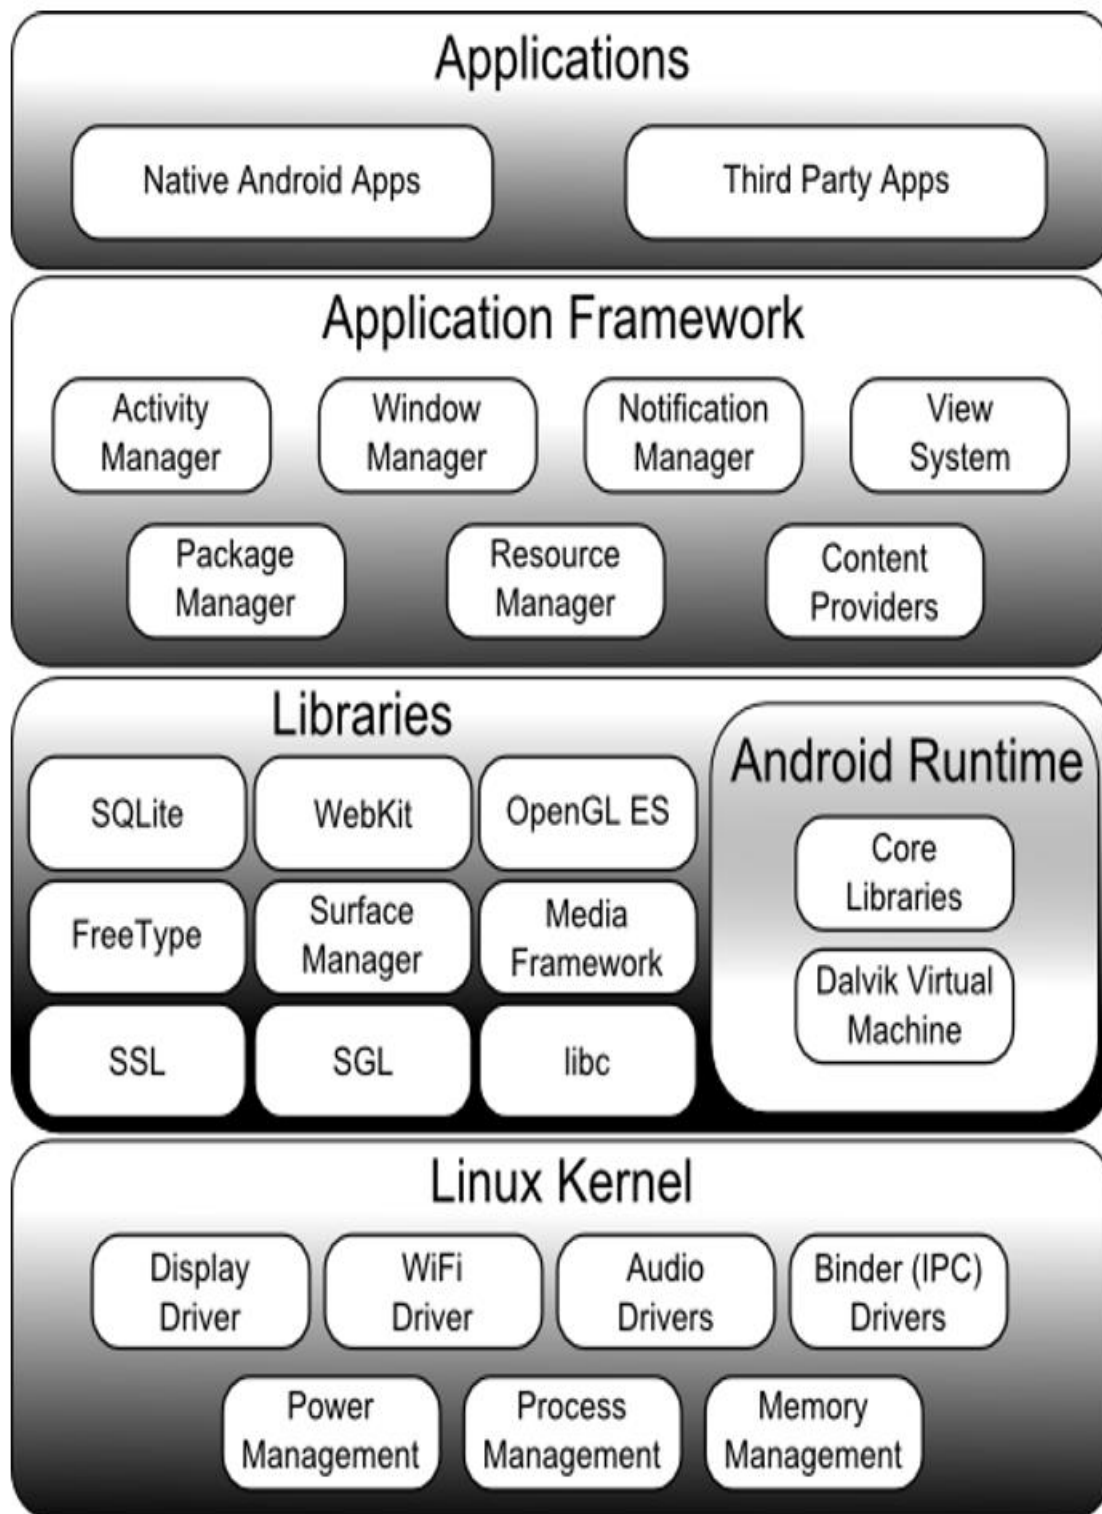 Applications
Native Android Apps
Third Party Apps
Application Framework
Activity
Manager
Window
Manager
Notification
Manager
View
System
Package
Manager
Resource
Manager
Content
Providers
Libraries
SQLite
WebKit
OpenGL ES
FreeType
Surface
Manager
Media
Framework
SSL
SGL
libc
Android Runtime
Core
Libraries
Dalvik Virtual
Machine
Linux Kernel
Display
Driver
WiFi
Driver
Audio
Drivers
Binder (IPC)
Drivers
Power
Management
Process
Management
Memory
Management